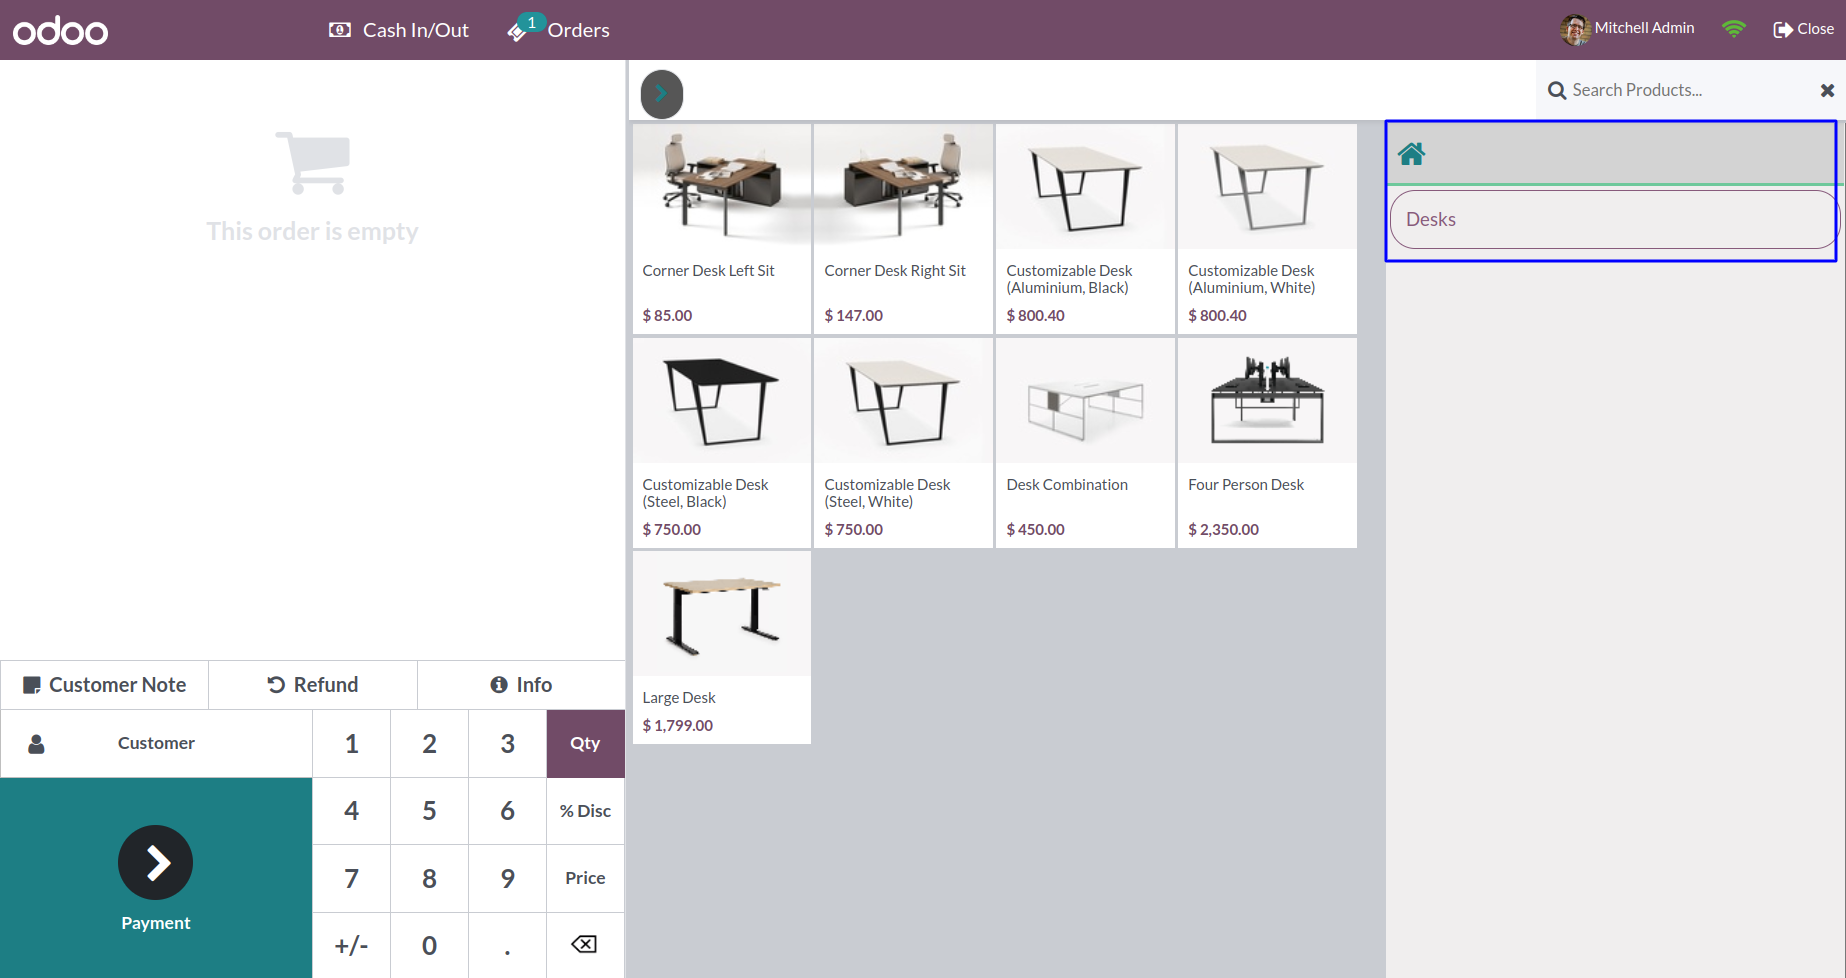 odoo
Cash In/Out
1
Orders
Mitchell Admin
Close
Search Products...
This order is empty
Desks
Corner Desk Left Sit
$ 85.00
Corner Desk Right Sit
$ 147.00
Customizable Desk
(Aluminium, Black)
$ 800.40
Customizable Desk
(Aluminium, White)
$ 800.40
Customizable Desk
(Steel, Black)
$ 750.00
Customizable Desk
(Steel, White)
$ 750.00
Desk Combination
$ 450.00
Four Person Desk
$ 2,350.00
Large Desk
$ 1,799.00
Customer Note
Refund
Info
Customer
1
2
3
Qty
4
5
6
% Disc
7
8
9
Price
Payment
+/-
0
.